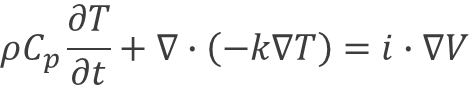 ρC_p ∂T/∂t + ∇ · (−k∇T) = i · ∇V